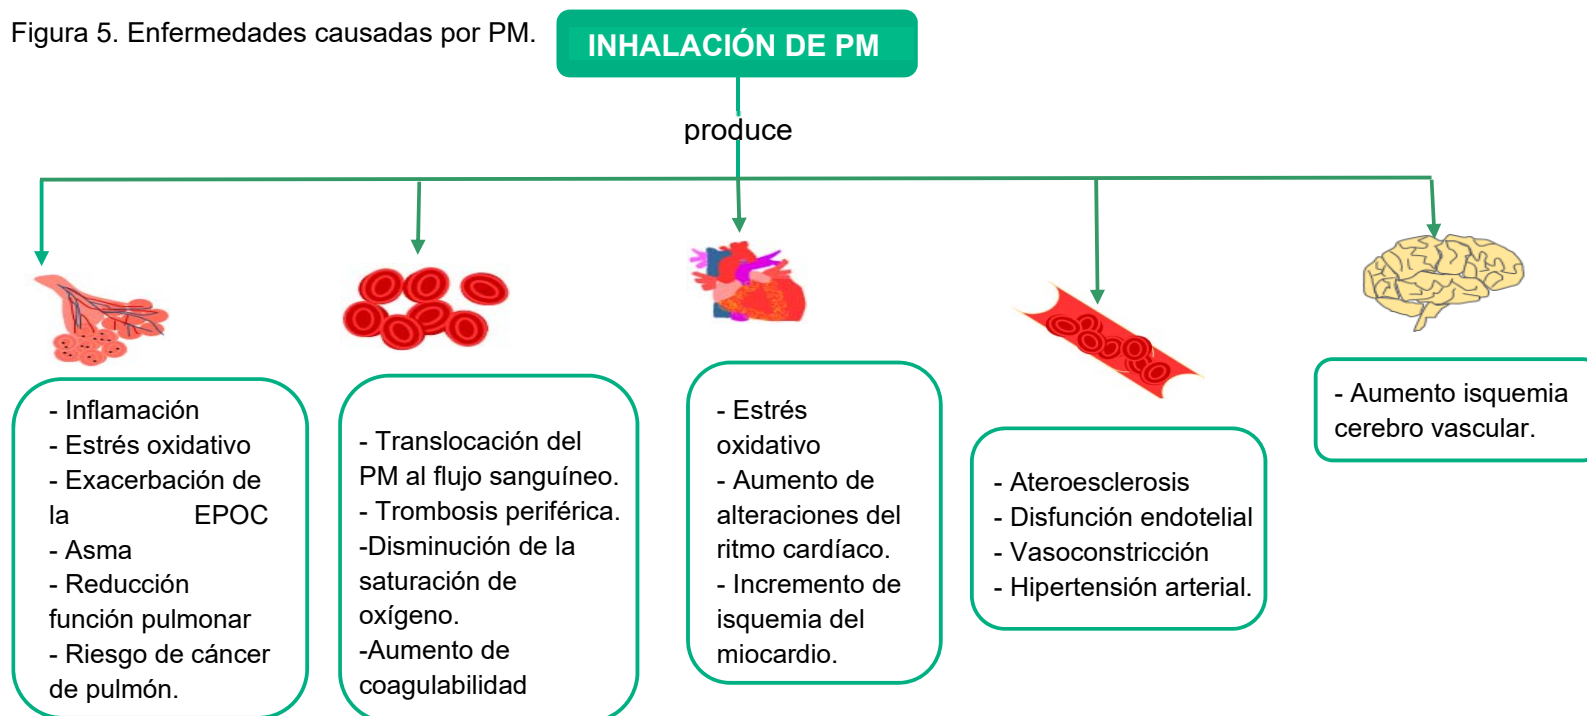 Figura 5. Enfermedades causadas por PM.
INHALACIÓN DE PM
produce
- Inflamación
- Estrés oxidativo
- Exacerbación de
la EPOC
- Asma
- Reducción
función pulmonar
- Riesgo de cáncer
de pulmón.
- Translocación del
PM al flujo sanguíneo.
- Trombosis periférica.
-Disminución de la
saturación de
oxígeno.
-Aumento de
coagulabilidad
- Estrés
oxidativo
- Aumento de
alteraciones del
ritmo cardíaco.
- Incremento de
isquemia del
miocardio.
- Ateroesclerosis
- Disfunción endotelial
- Vasoconstricción
- Hipertensión arterial.
- Aumento isquemia
cerebro vascular.